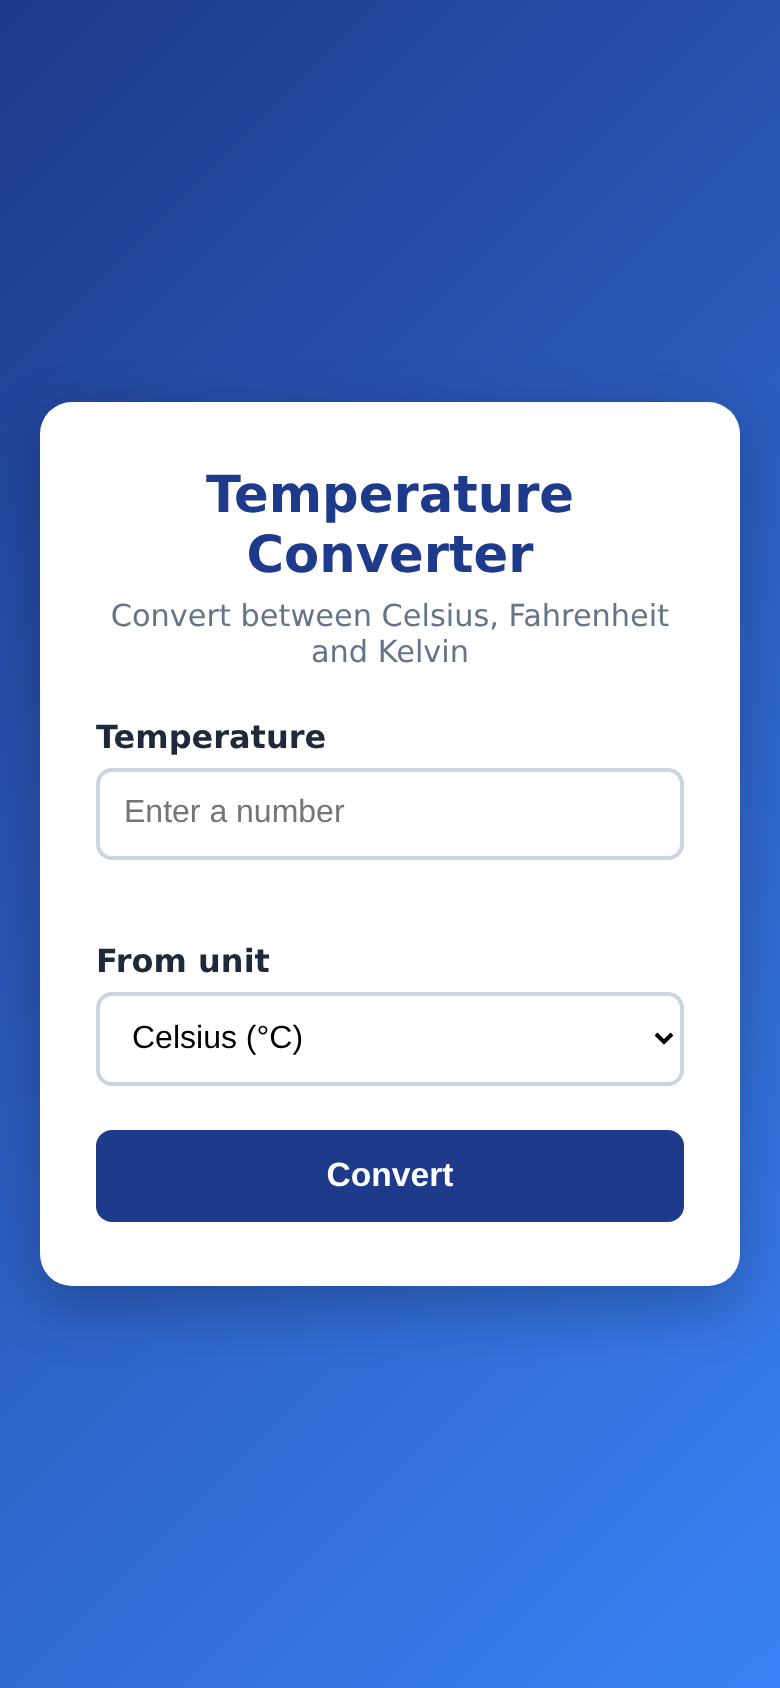 Temperature
Converter
Convert between Celsius, Fahrenheit
and Kelvin
Temperature
Enter a number
From unit
Celsius (°C)
Convert